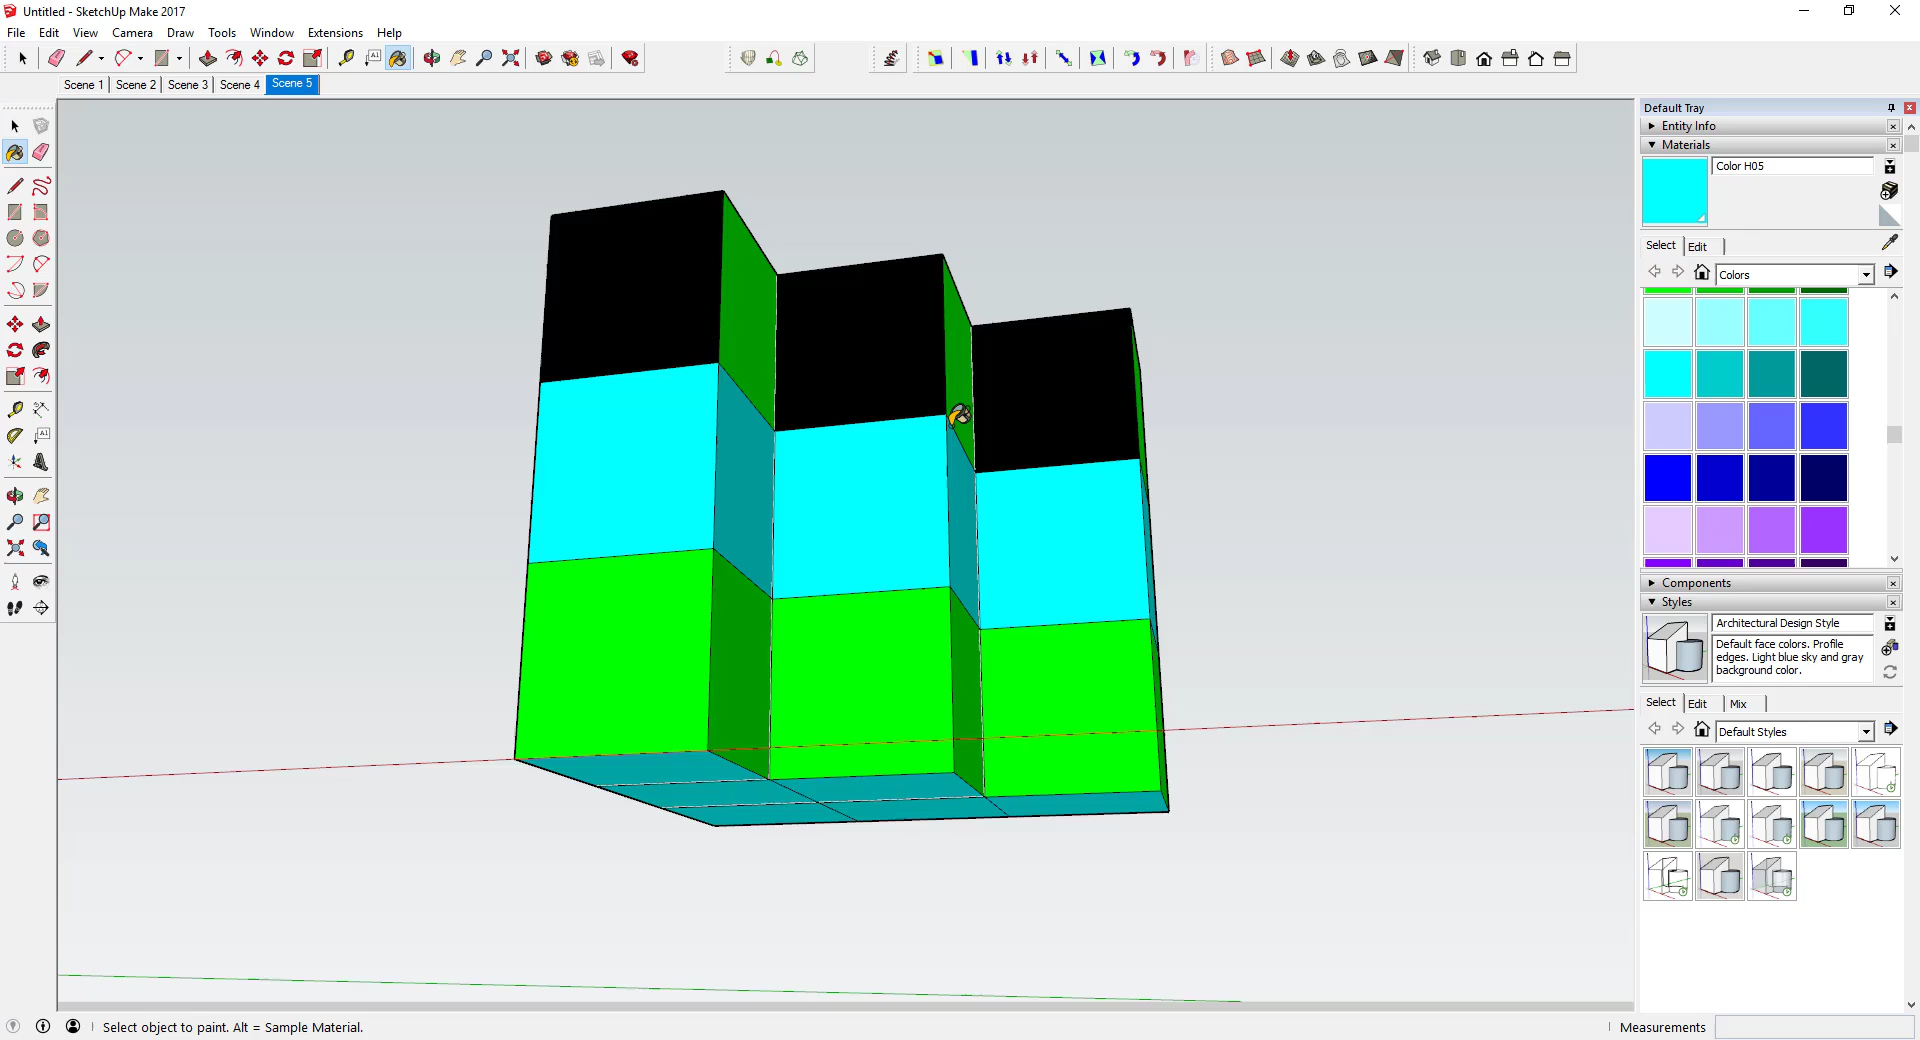 Untitled - SketchUp Make 2017
File Edit View Camera Draw Tools Window Extensions Help
Scene 1 Scene 2 Scene 3 Scene 4 Scene 5
Default Tray
Entity Info
Materials
Color H05
Select Edit
Colors
Components
Styles
Architectural Design Style
Default face colors. Profile
edges. Light blue sky and gray
background color.
Select Edit Mix
Default Styles
Select object to paint. Alt = Sample Material.
Measurements